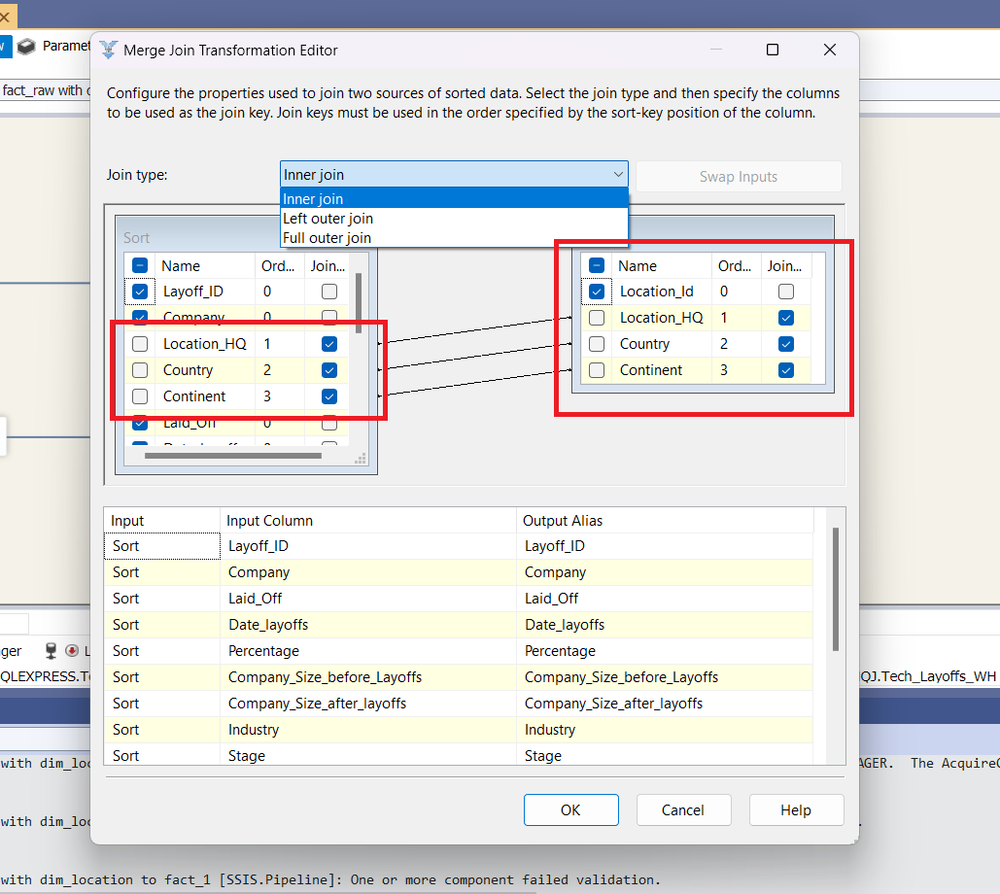 Paramet
Merge Join Transformation Editor
fact_raw with
Configure the properties used to join two sources of sorted data. Select the join type and then specify the columns
to be used as the join key. Join keys must be used in the order specified by the sort-key position of the column.
Join type:
Inner join
Swap Inputs
Inner join
Left outer join
Full outer join
Sort
Name Ord... Join...
Layoff_ID 0
Company 0
Location_HQ 1
Country 2
Continent 3
Laid_Off 0
Name Ord... Join...
Location_Id 0
Location_HQ 1
Country 2
Continent 3
Input Input Column Output Alias
Sort Layoff_ID Layoff_ID
Sort Company Company
Sort Laid_Off Laid_Off
Sort Date_layoffs Date_layoffs
Sort Percentage Percentage
Sort Company_Size_before_Layoffs Company_Size_before_Layoffs
Sort Company_Size_after_layoffs Company_Size_after_layoffs
Sort Industry Industry
Sort Stage Stage
ger
QLEXPRESS.T
QJ.Tech_Layoffs_WH
with dim_loc
AGER. The AcquireC
with dim_loc
OK Cancel Help
with dim_location to fact_1 [SSIS.Pipeline]: One or more component failed validation.